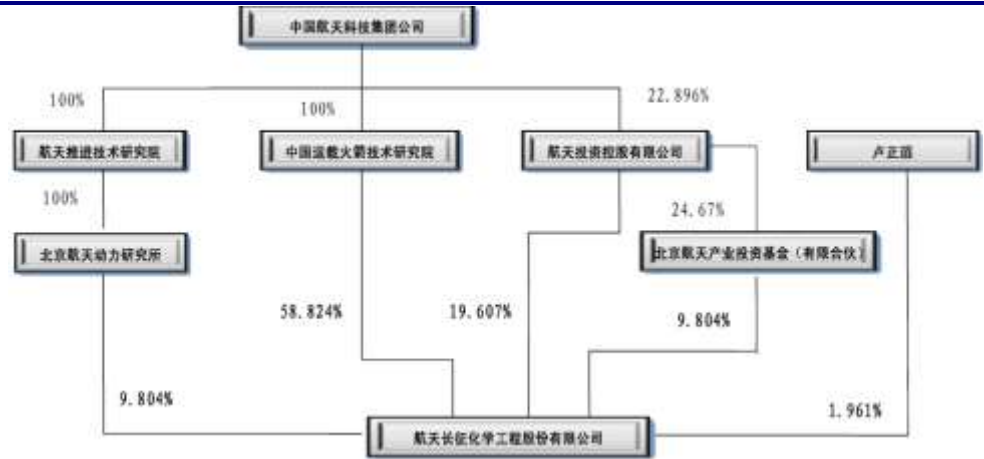 中国航天科技集团公司
100%
100%
22.896%
航天推进技术研究院
中国运载火箭技术研究院
航天投资控股有限公司
卢正滔
100%
24.67%
北京航天动力研究所
北京航天产业投资基金（有限合伙）
58.824%
19.607%
9.804%
9.804%
1.961%
航天长征化学工程股份有限公司